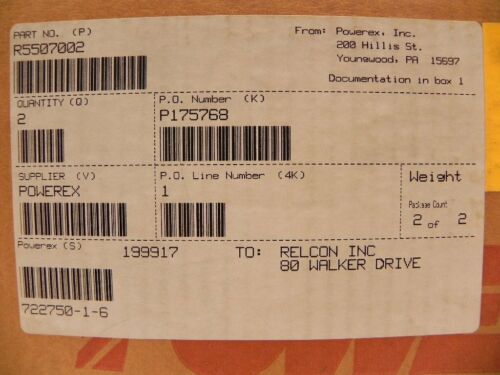 PART NO. (P)
R5507002
From: Powerex, Inc.
200 Hillis St.
Youngwood, PA 15697
Documentation in box 1
QUANTITY (Q)
2
P.O. Number (K)
P175768
SUPPLIER (V)
POWEREX
P.O. Line Number (4K)
1
Weight
Package Count
2 of 2
Powerex (S)
199917
TO: RELCON INC
80 WALKER DRIVE
722750-1-6